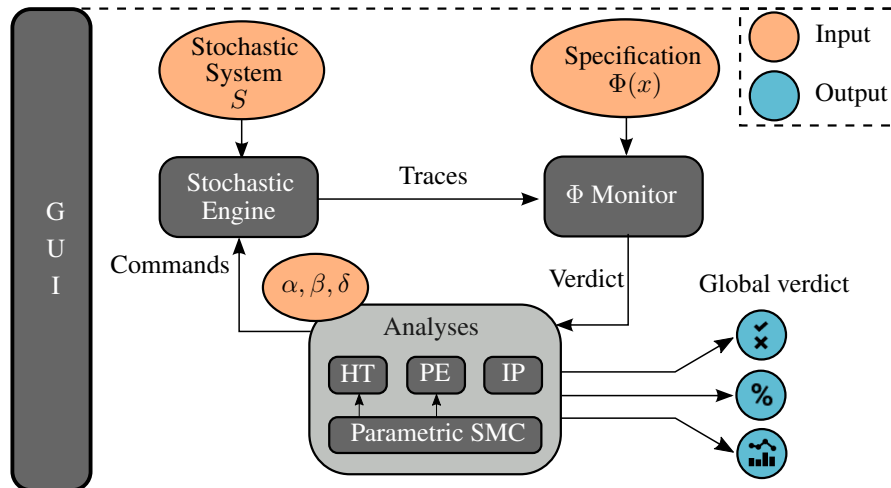 G
U
I
Stochastic
System
S
Specification
Φ(x)
Input
Output
Stochastic
Engine
Traces
Φ Monitor
Commands
α, β, δ
Verdict
Global verdict
Analyses
HT
PE
IP
%
Parametric SMC